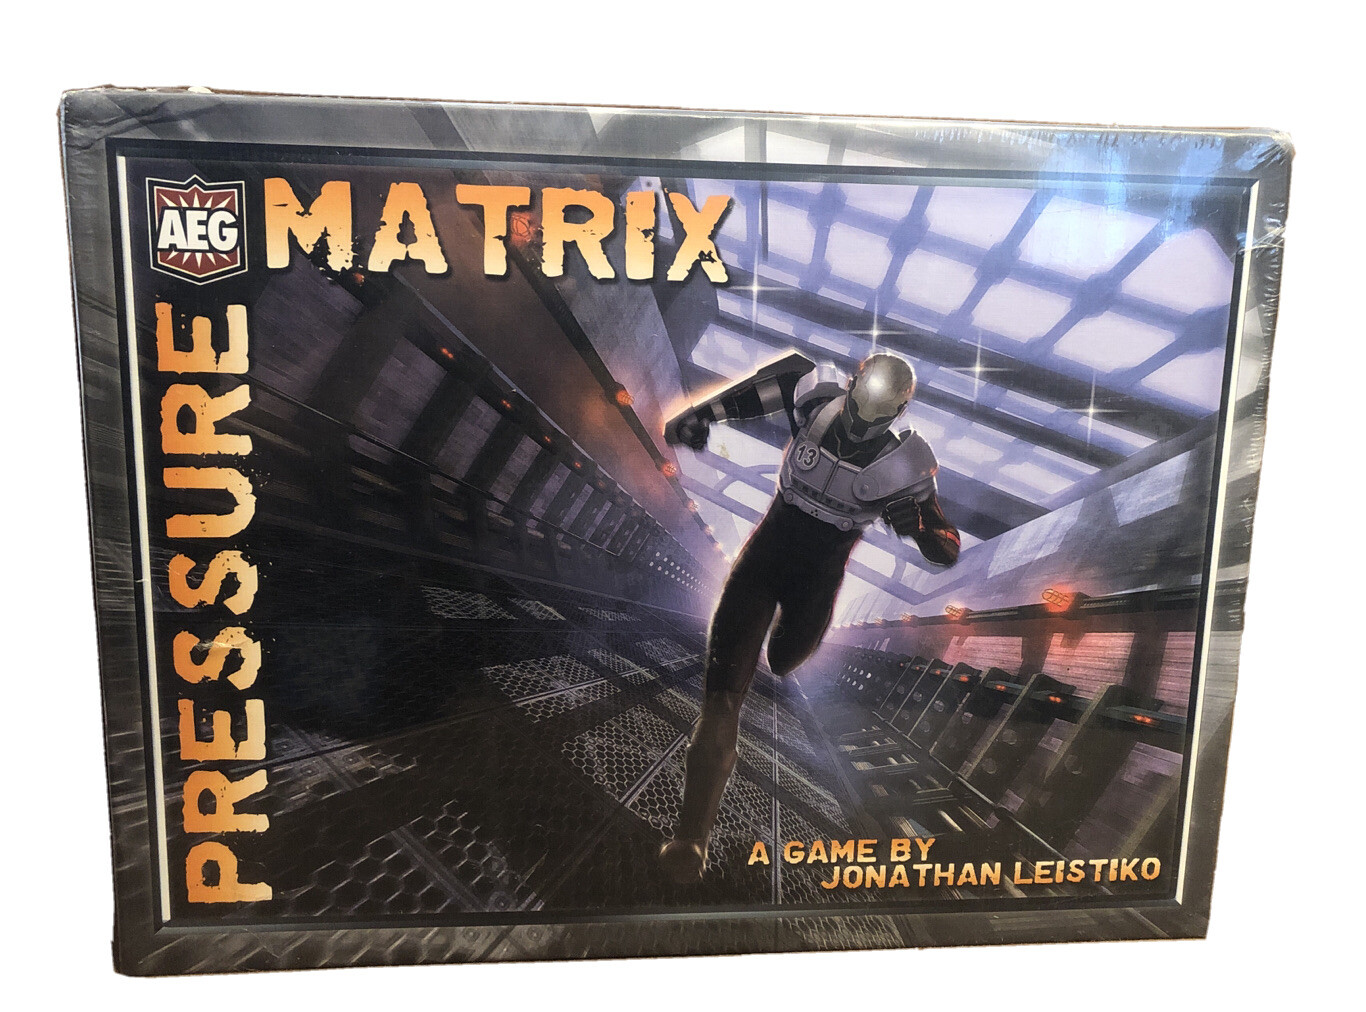 AEG
PRESSURE
MATRIX
13
A GAME BY
JONATHAN LEISTIKO